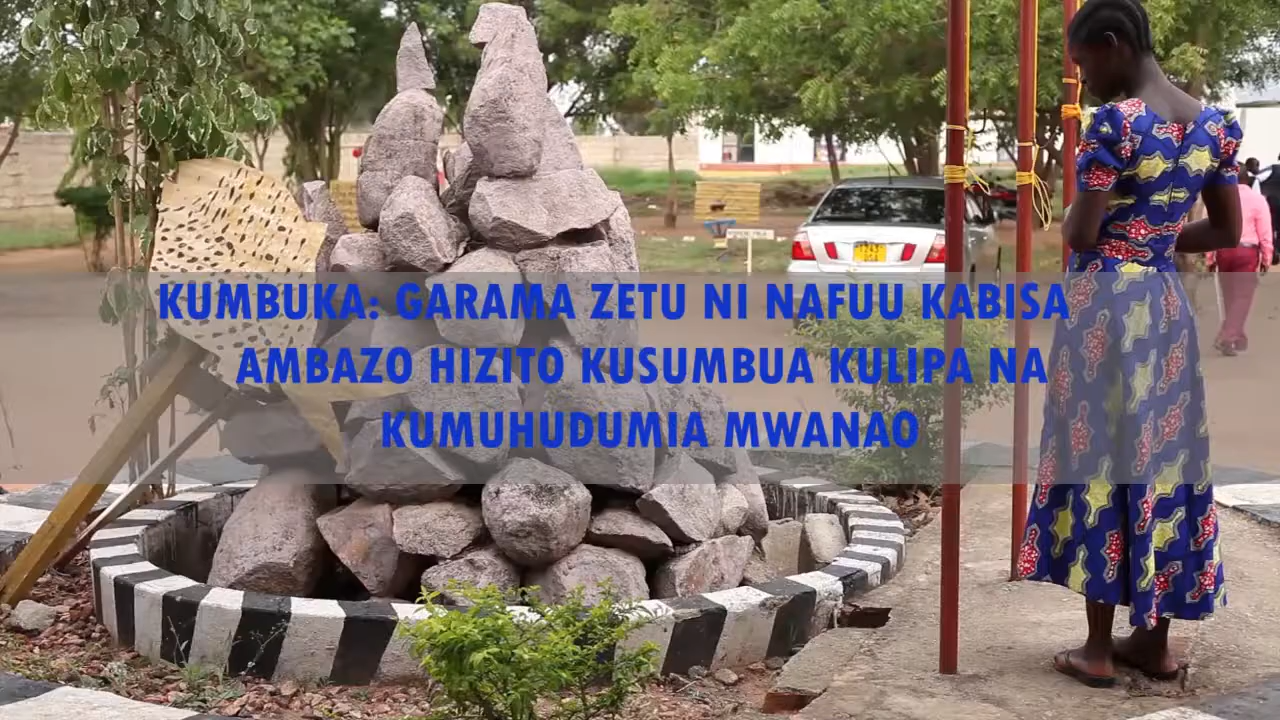 KUMBUKA: GARAMA ZETU NI NAFUU KABISA
AMBAZO HIZITO KUSUMBUA KULIPA NA
KUMUHUDUMIA MWANAO